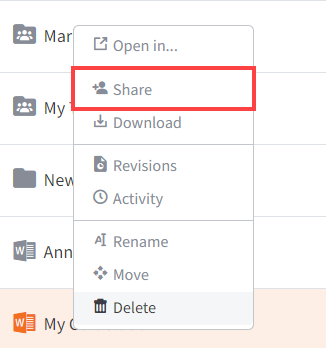 Mar
Open in...
Share
My
Download
Revisions
New
Activity
Rename
Ann
Move
Delete
My